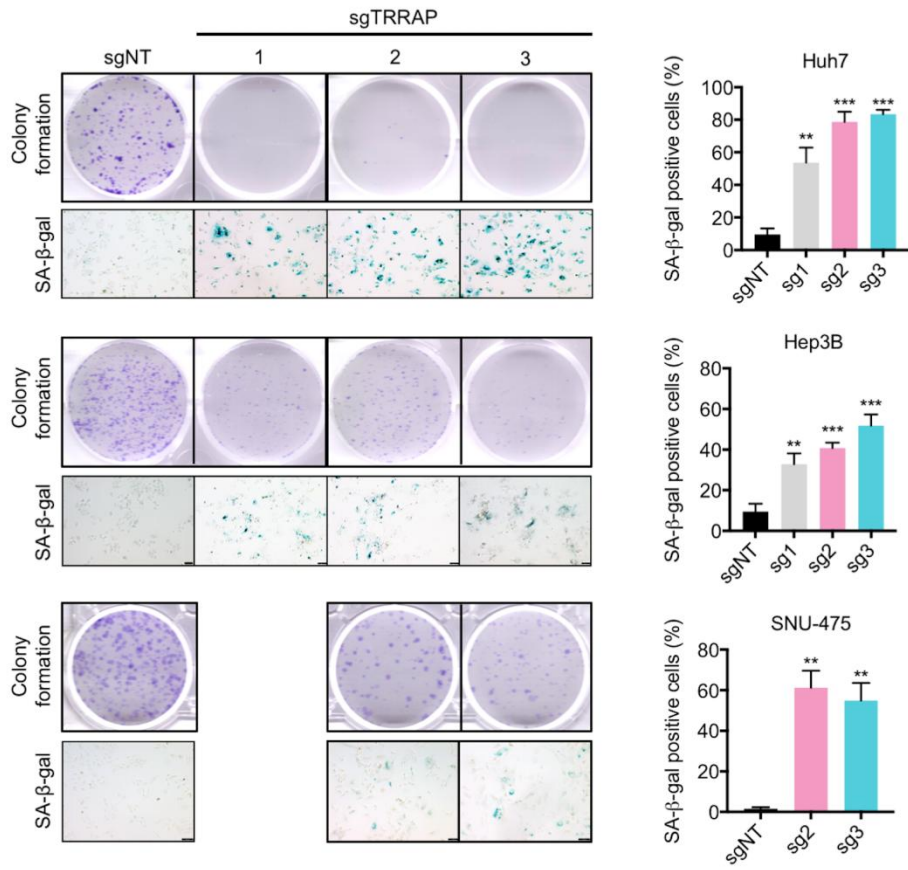 sgTRRAP
sgNT 1 2 3
Colony
formation
SA-β-gal
Colony
formation
SA-β-gal
Colony
formation
SA-β-gal
Huh7
SA-β-gal positive cells (%)
100
80
60
40
20
0
** *** ***
sgNT sg1 sg2 sg3
Hep3B
SA-β-gal positive cells (%)
60
40
20
0
** *** ***
sgNT sg1 sg2 sg3
SNU-475
SA-β-gal positive cells (%)
80
60
40
20
0
** **
sgNT sg2 sg3